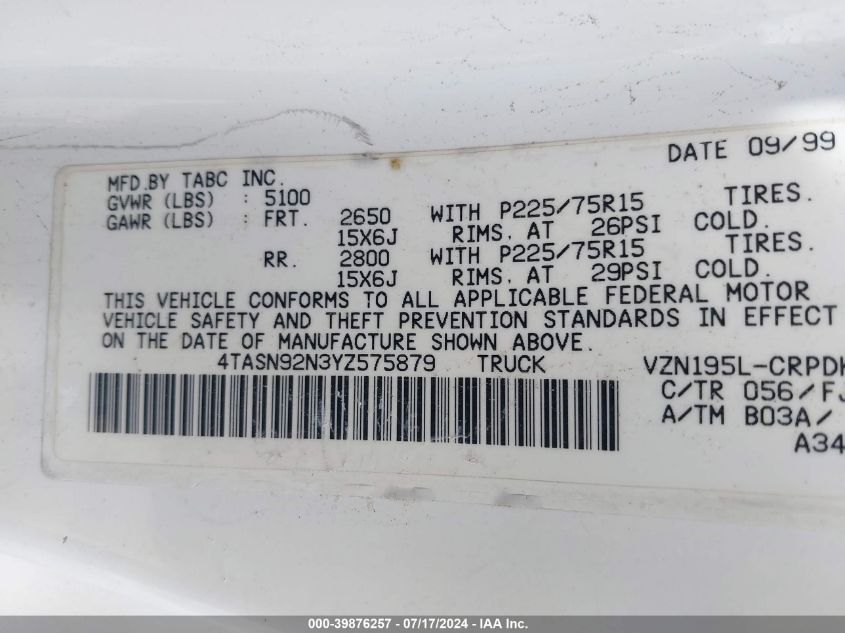 DATE 09/99
MFD.BY TABC INC.
GVWR (LBS) : 5100
GAWR (LBS) : FRT. 2650 WITH P225/75R15 TIRES.
15X6J RIMS. AT 26PSI COLD.
RR. 2800 WITH P225/75R15 TIRES.
15X6J RIMS. AT 29PSI COLD.
THIS VEHICLE CONFORMS TO ALL APPLICABLE FEDERAL MOTOR
VEHICLE SAFETY AND THEFT PREVENTION STANDARDS IN EFFECT
ON THE DATE OF MANUFACTURE SHOWN ABOVE.
4TASN92N3YZ575879 TRUCK VZN195L-CRPDK
C/TR 056/FJ
A/TM B03A/
A34
000-39876257 - 07/17/2024 - IAA Inc.